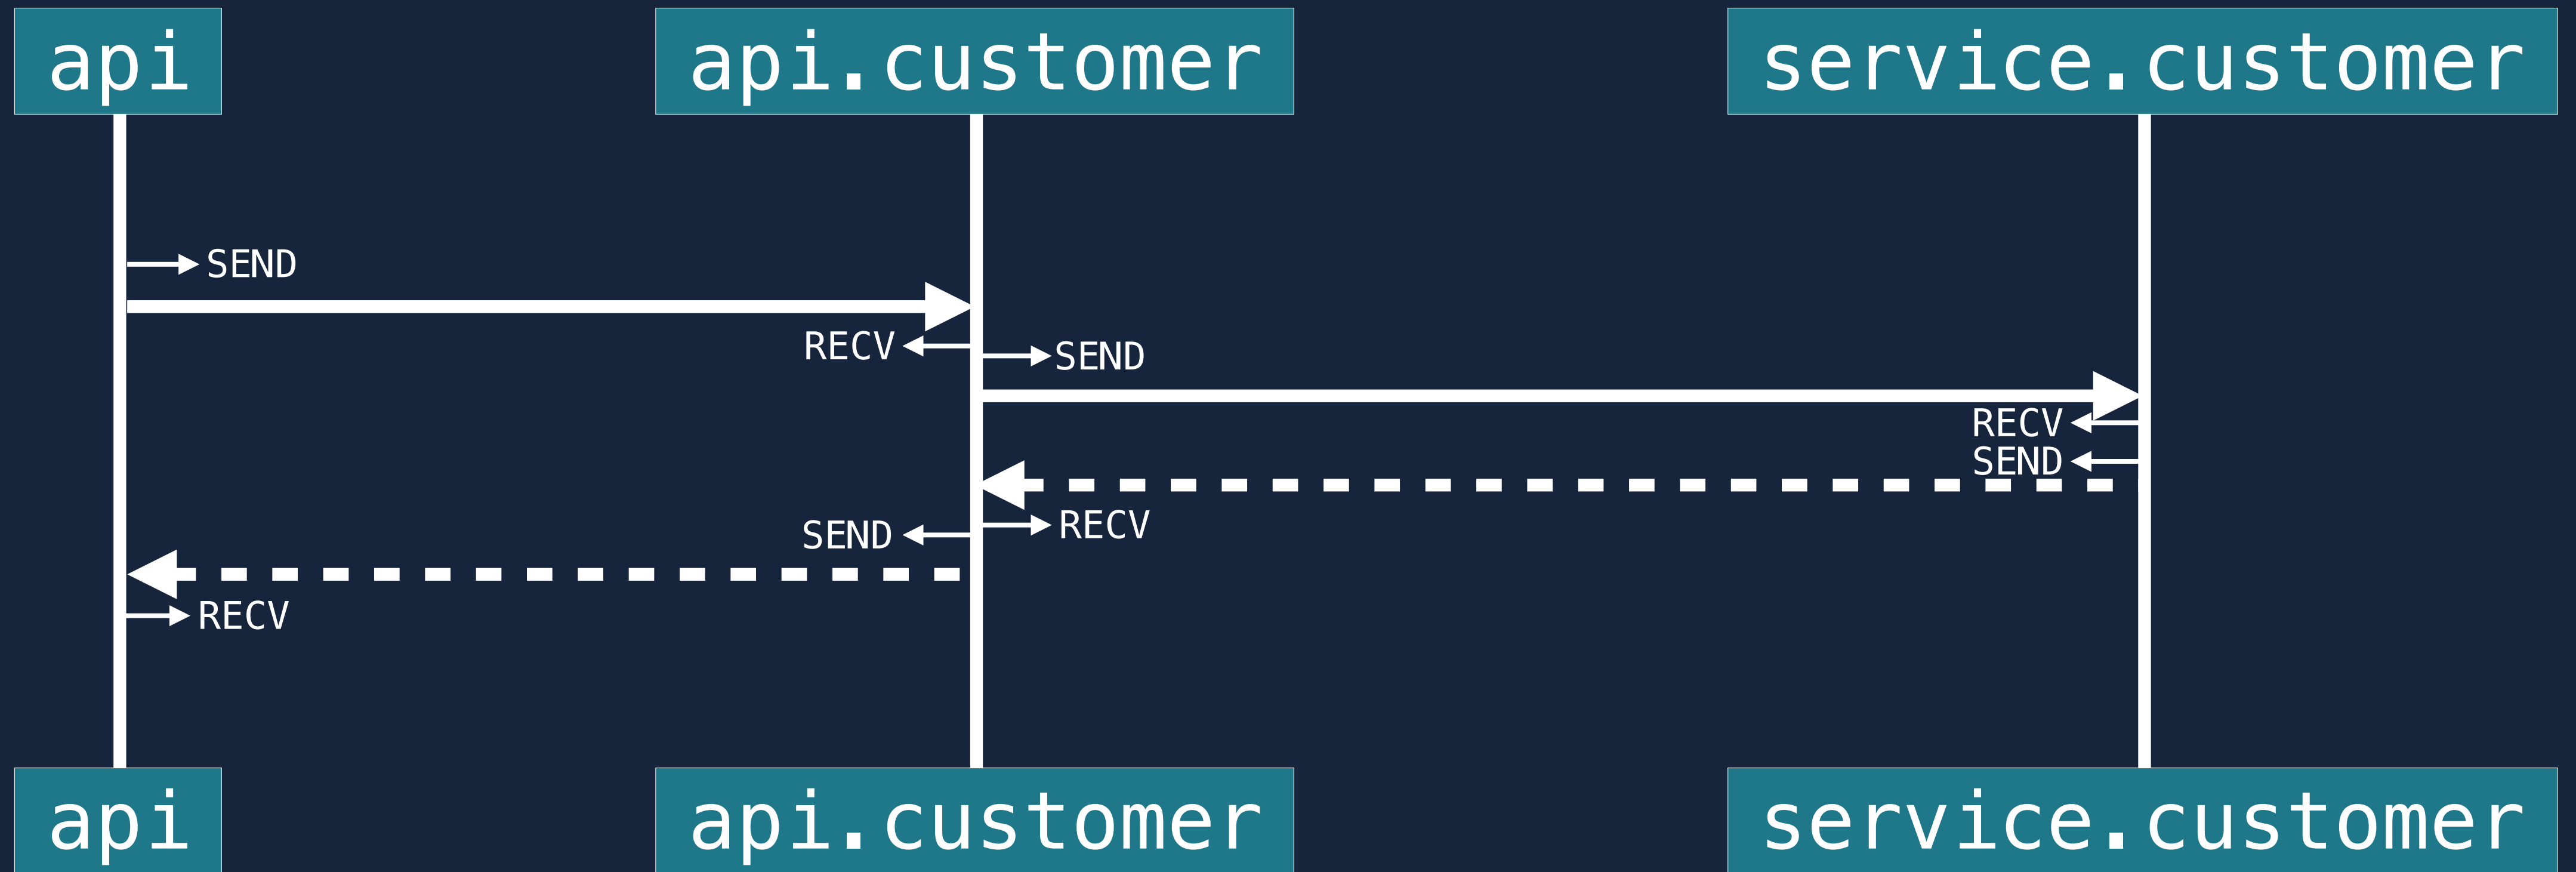 api
api.customer
service.customer
SEND
RECV
SEND
RECV
SEND
RECV
SEND
RECV
api
api.customer
service.customer